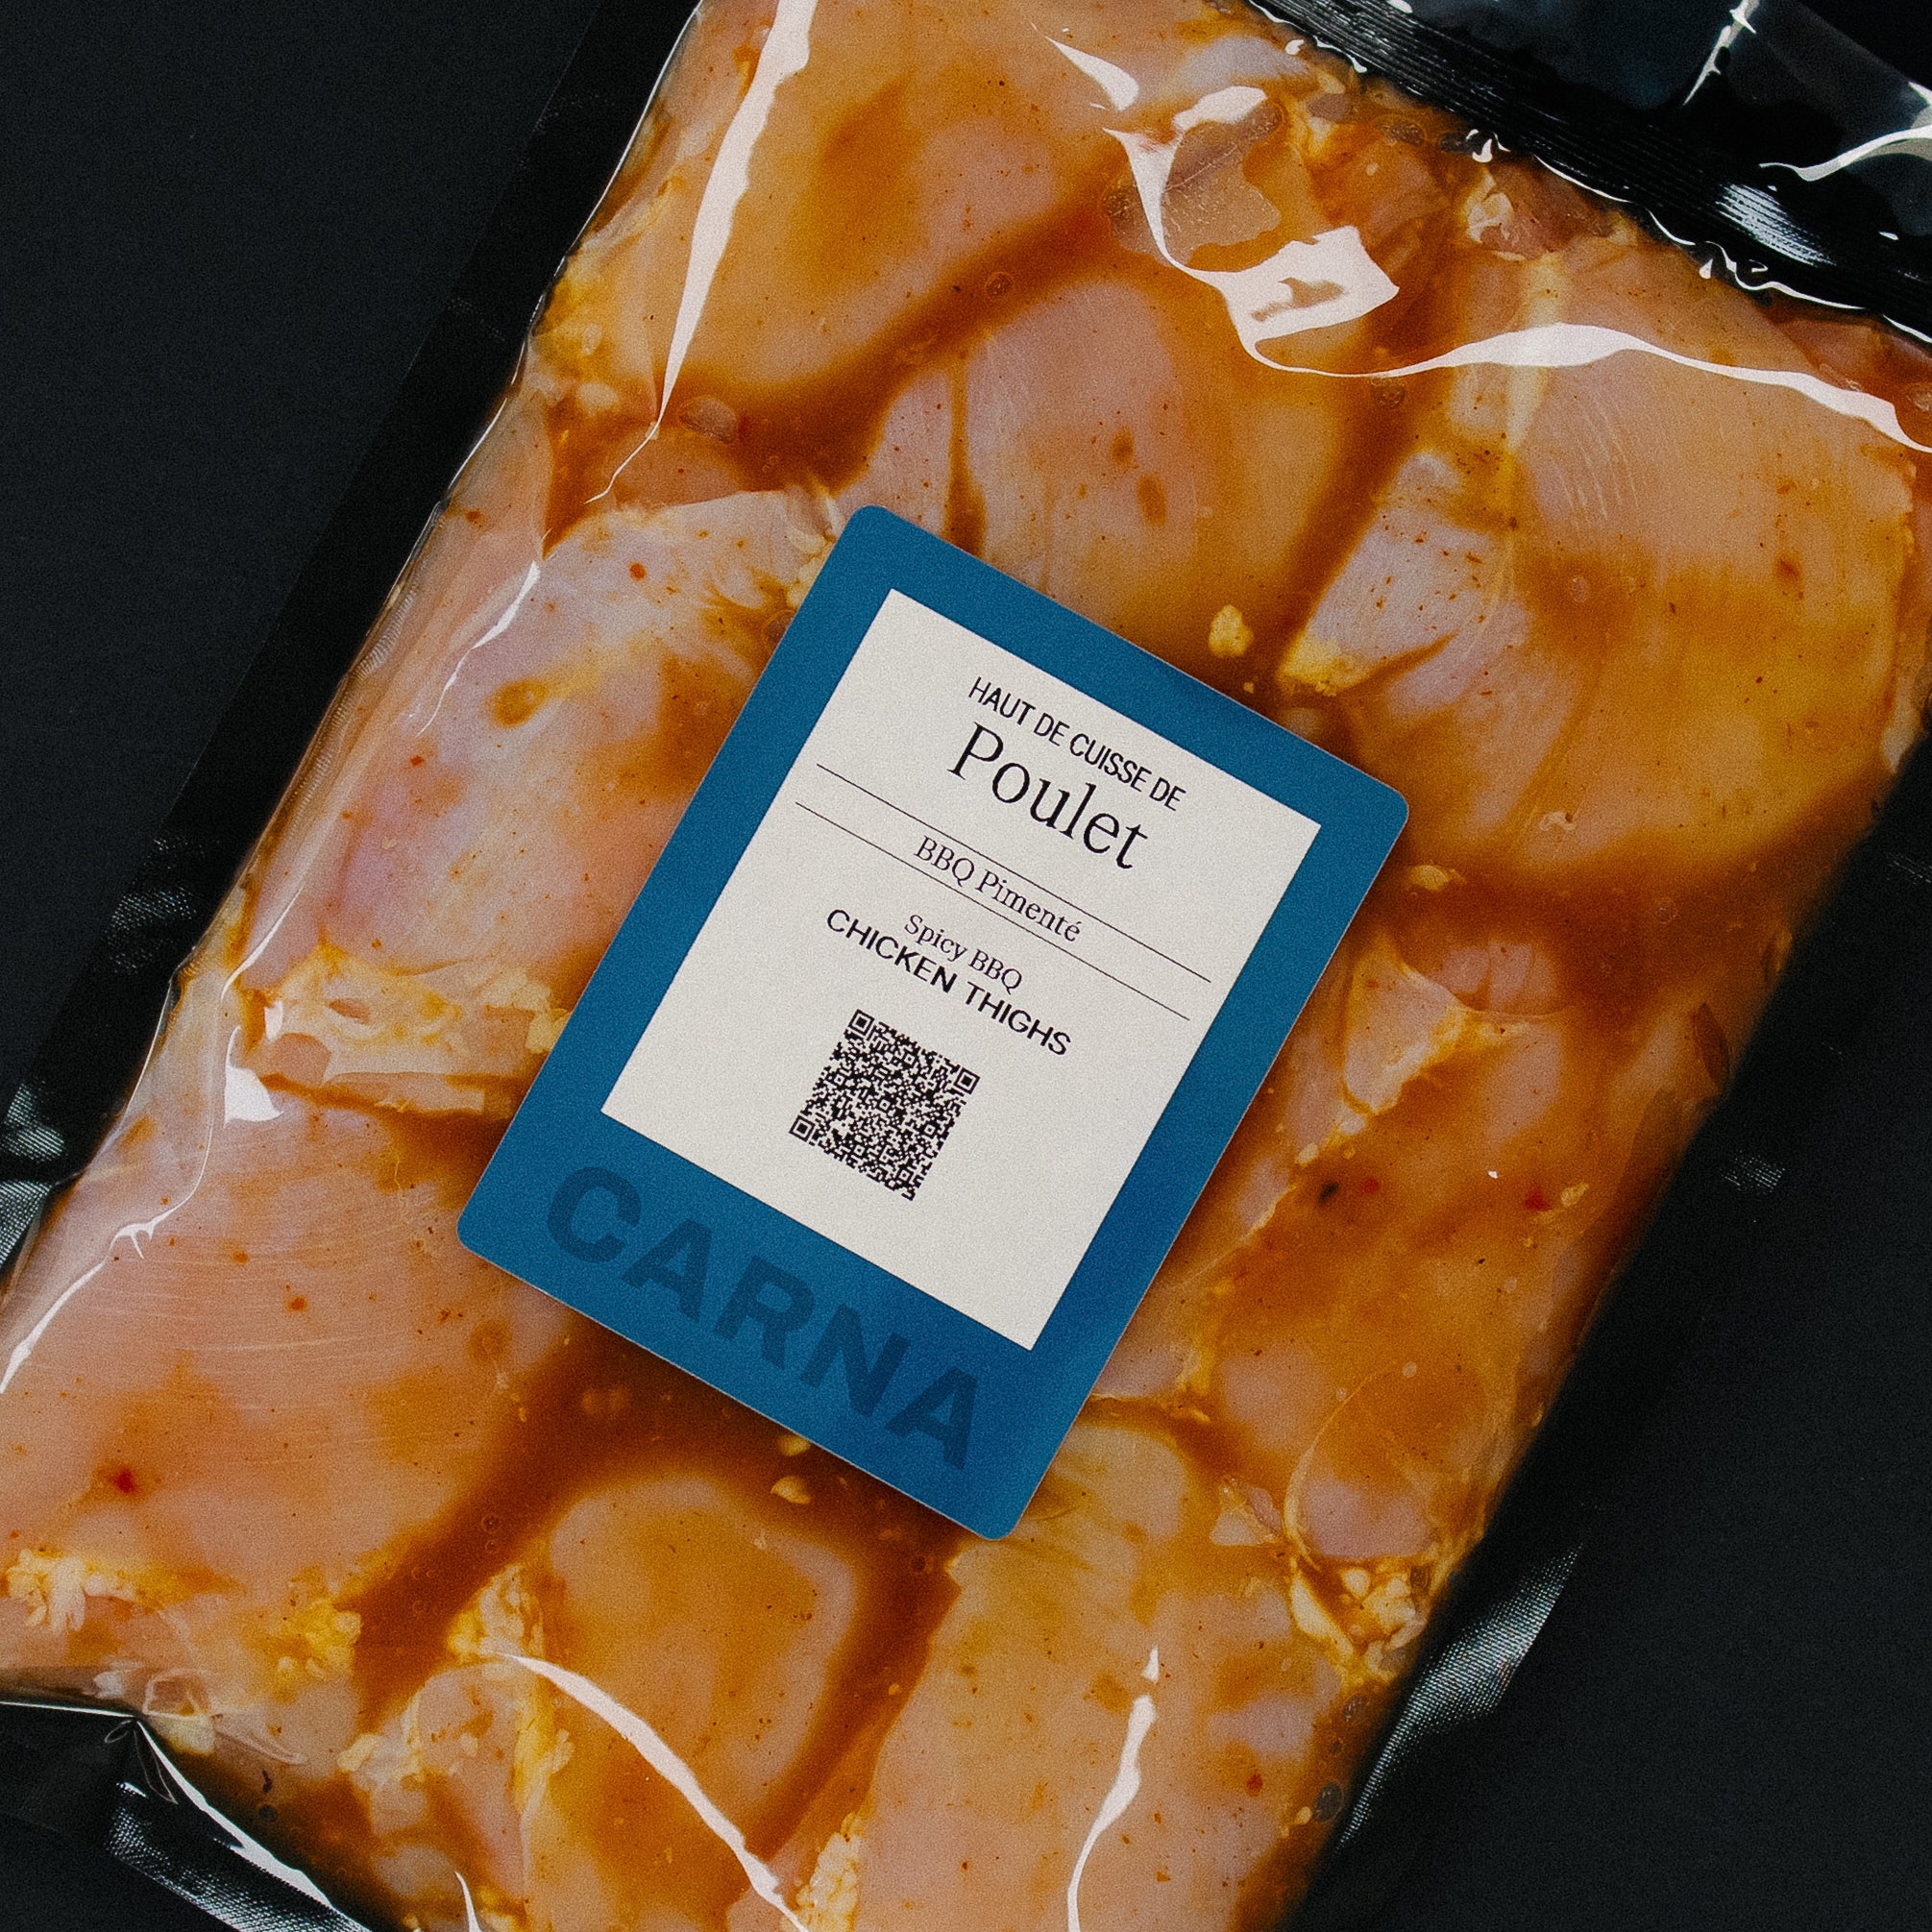 HAUT DE CUISSE DE
Poulet
BBQ Pimenté
Spicy BBQ
CHICKEN THIGHS
CARNA